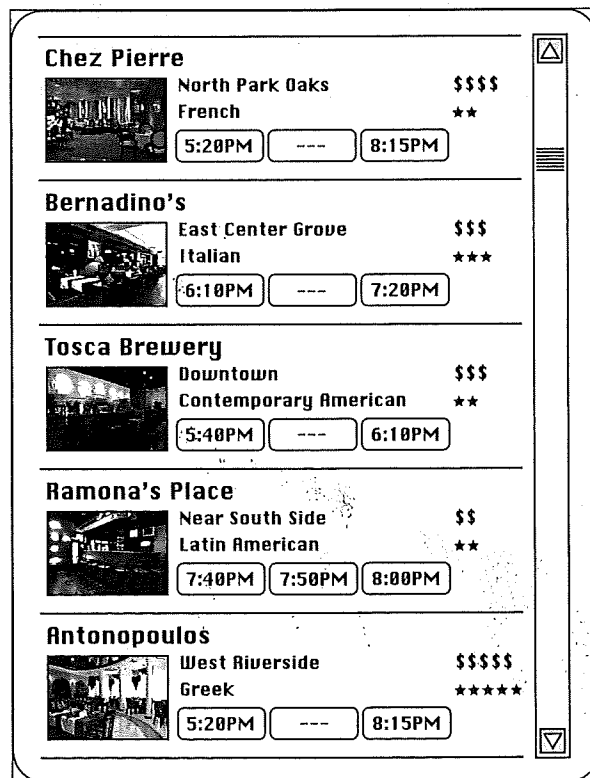 Chez Pierre
North Park Oaks $$$$
French ★★
5:20PM --- 8:15PM
Bernadino's
East Center Grove $$$
Italian ★★★
6:10PM --- 7:20PM
Tosca Brewery
Downtown $$$
Contemporary American ★★
5:40PM --- 6:10PM
Ramona's Place
Near South Side $$
Latin American ★★
7:40PM 7:50PM 8:00PM
Antonopoulos
West Riverside $$$$$
Greek ★★★★★
5:20PM --- 8:15PM